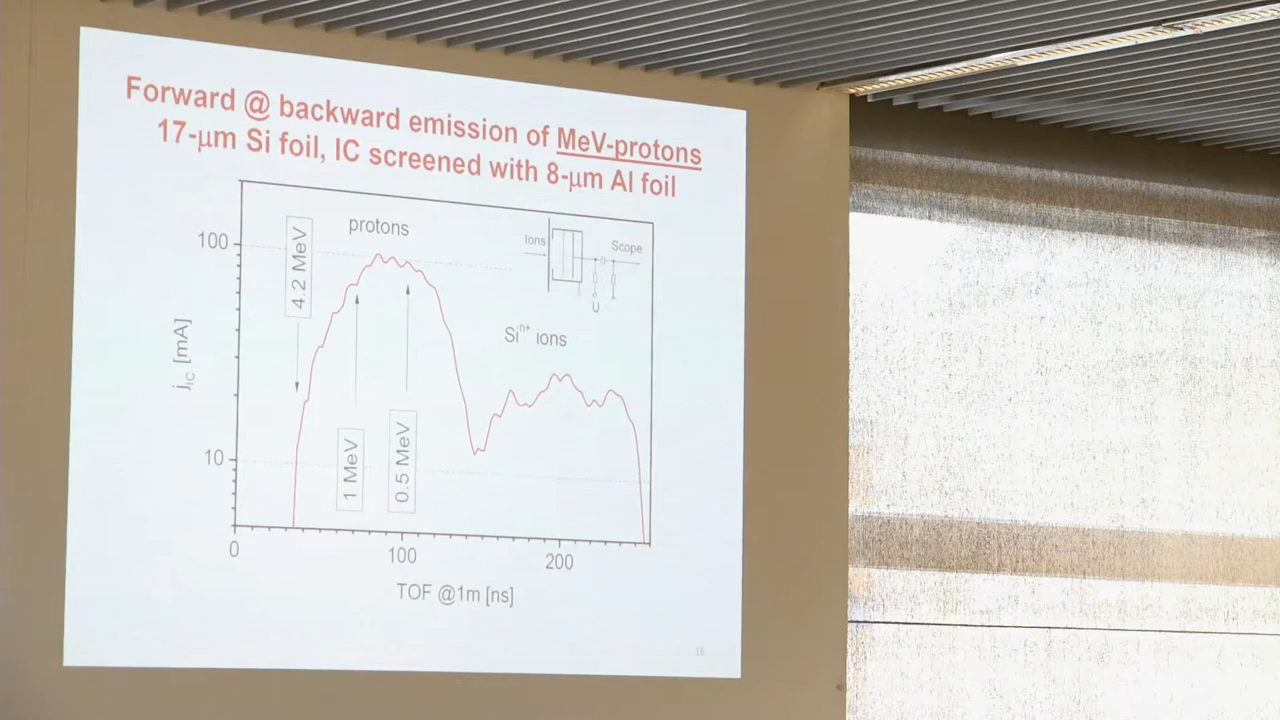 Forward @ backward emission of MeV-protons
17-μm Si foil, IC screened with 8-μm Al foil
protons
4.2 MeV
Ions
Scope
U
Siⁿ⁺ ions
1 MeV
0.5 MeV
j_IC [mA]
100
10
0
100
200
TOF @1m [ns]
16